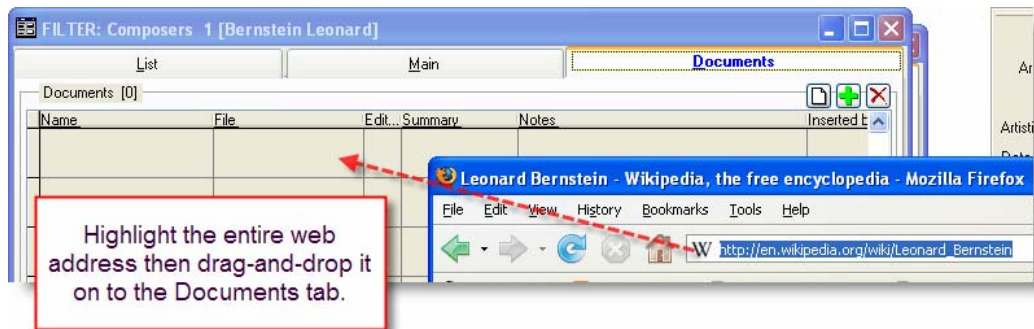 FILTER: Composers 1 [Bernstein Leonard]
List Main Documents
Documents [0]
Name File Edit... Summary Notes Inserted b
Ar
Artisti
Leonard Bernstein - Wikipedia, the free encyclopedia - Mozilla Firefox
File Edit View History Bookmarks Tools Help
W http://en.wikipedia.org/wiki/Leonard_Bernstein
Highlight the entire web
address then drag-and-drop it
on to the Documents tab.